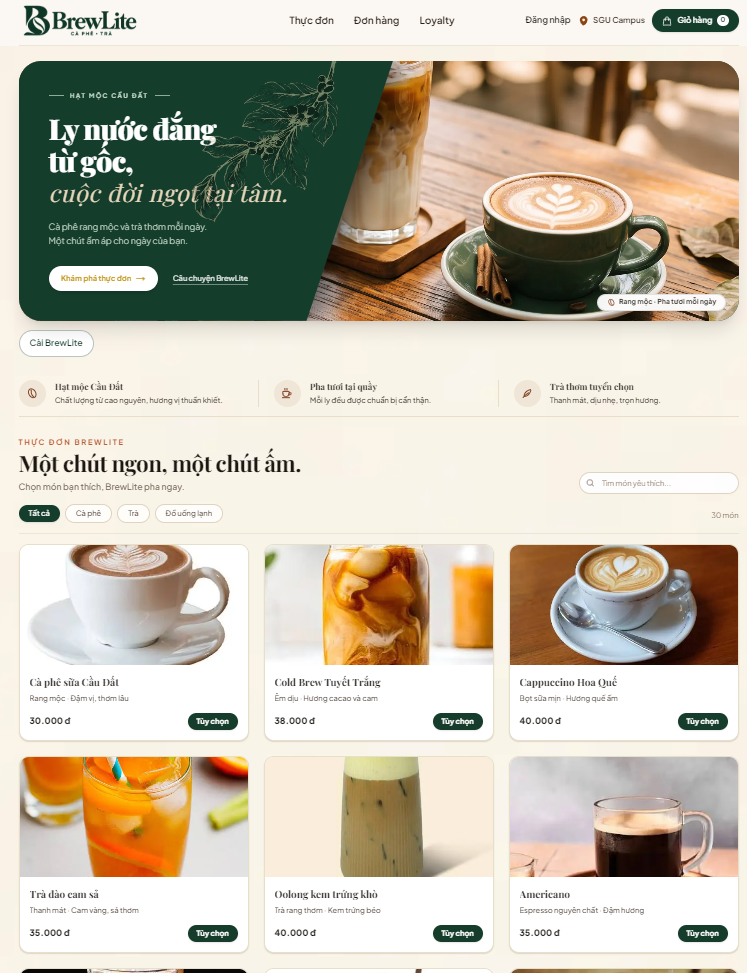 BrewLite
CÀ PHÊ • TRÀ
Thực đơn
Đơn hàng
Loyalty
Đăng nhập
SGU Campus
Giỏ hàng 0
HẠT MỘC CẦU ĐẤT
Ly nước đắng
từ gốc,
cuộc đời ngọt tại tâm.
Cà phê rang mộc và trà thơm mỗi ngày.
Một chút ấm áp cho ngày của bạn.
Khám phá thực đơn →
Câu chuyện BrewLite
Rang mộc · Pha tươi mỗi ngày
Cài BrewLite
Hạt mộc Cầu Đất
Chất lượng từ cao nguyên, hương vị thuần khiết.
Pha tươi tại quầy
Mỗi ly đều được chuẩn bị cẩn thận.
Trà thơm tuyển chọn
Thanh mát, dịu nhẹ, trọn hương.
THỰC ĐƠN BREWLITE
Một chút ngon, một chút ấm.
Chọn món bạn thích, BrewLite pha ngay.
Tìm món yêu thích...
Tất cả
Cà phê
Trà
Đồ uống lạnh
30 món
Cà phê sữa Cầu Đất
Rang mộc · Đậm vị, thơm lâu
30.000 đ
Tùy chọn
Cold Brew Tuyết Trắng
Êm dịu · Hương cacao và cam
38.000 đ
Tùy chọn
Cappuccino Hoa Quế
Bọt sữa mịn · Hương quế ấm
40.000 đ
Tùy chọn
Trà đào cam sả
Thanh mát · Cam vàng, sả thơm
35.000 đ
Tùy chọn
Oolong kem trứng khò
Trà rang thơm · Kem trứng béo
40.000 đ
Tùy chọn
Americano
Espresso nguyên chất · Đậm hương
35.000 đ
Tùy chọn